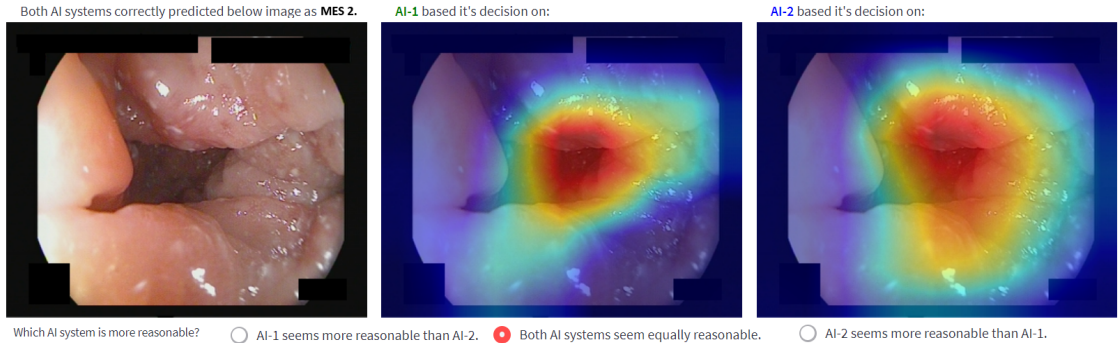 Both AI systems correctly predicted below image as MES 2.
AI-1 based it's decision on:
AI-2 based it's decision on:
Which AI system is more reasonable?
AI-1 seems more reasonable than AI-2.
Both AI systems seem equally reasonable.
AI-2 seems more reasonable than AI-1.